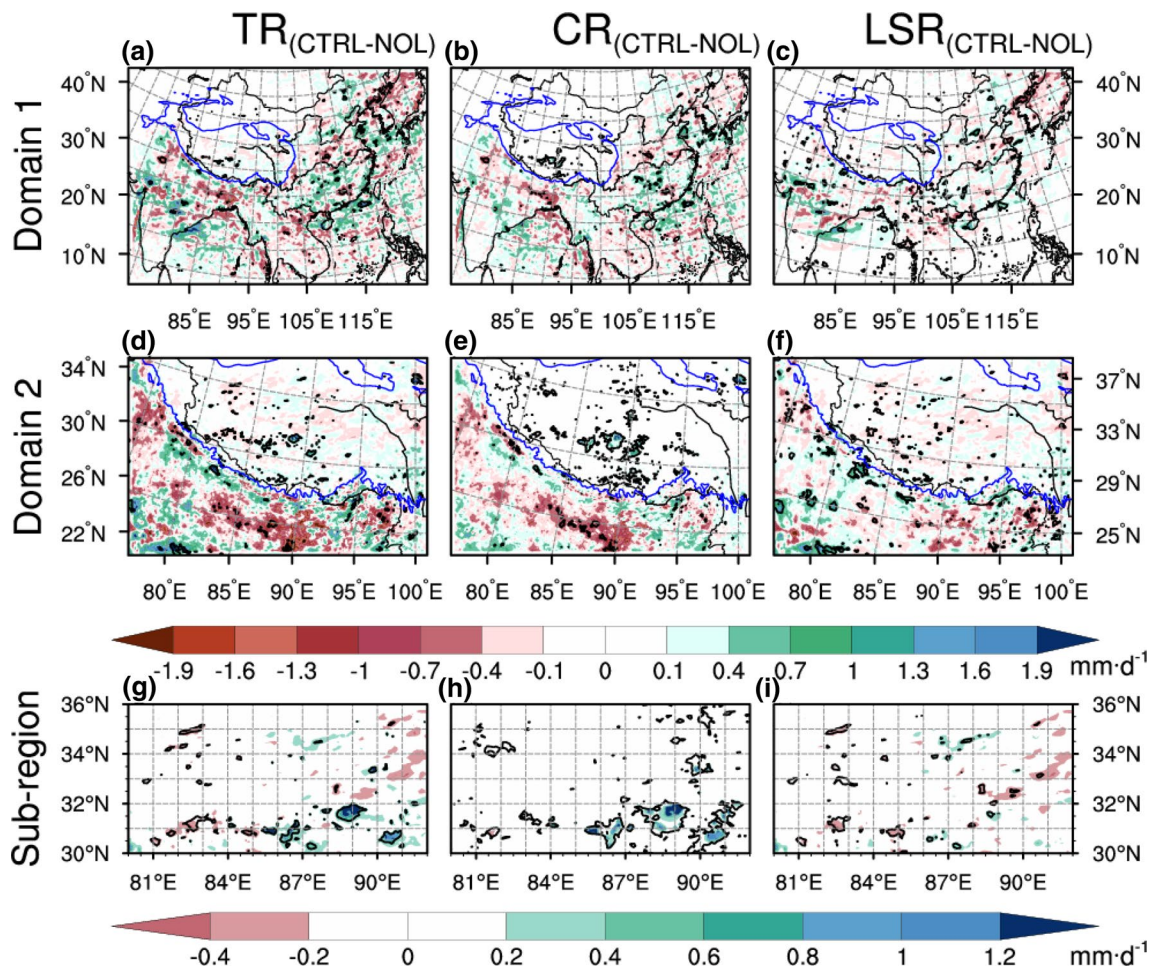 TR(CTRL-NOL) CR(CTRL-NOL) LSR(CTRL-NOL)
(a) (b) (c)
Domain 1
40°N 40°N
30°N 30°N
20°N 20°N
10°N 10°N
85°E 95°E 105°E 115°E 85°E 95°E 105°E 115°E 85°E 95°E 105°E 115°E
(d) (e) (f)
Domain 2
34°N 37°N
30°N 33°N
26°N 29°N
22°N 25°N
80°E 85°E 90°E 95°E 100°E 80°E 85°E 90°E 95°E 100°E 80°E 85°E 90°E 95°E 100°E
-1.9 -1.6 -1.3 -1 -0.7 -0.4 -0.1 0 0.1 0.4 0.7 1 1.3 1.6 1.9 mm·d-1
(g) (h) (i)
Sub-region
36°N 36°N
34°N 34°N
32°N 32°N
30°N 30°N
81°E 84°E 87°E 90°E 81°E 84°E 87°E 90°E 81°E 84°E 87°E 90°E
-0.4 -0.2 0 0.2 0.4 0.6 0.8 1 1.2 mm·d-1